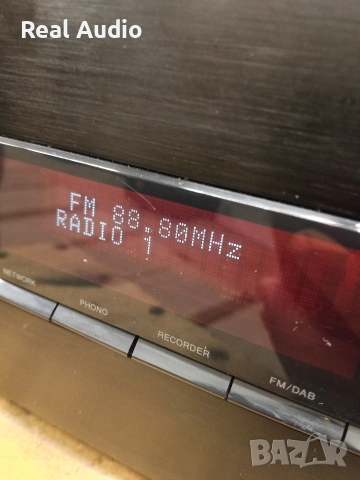 Real Audio
FM 88.80MHz
RADIO 1
NETWORK
PHONO
RECORDER
FM/DAB
BAZAR